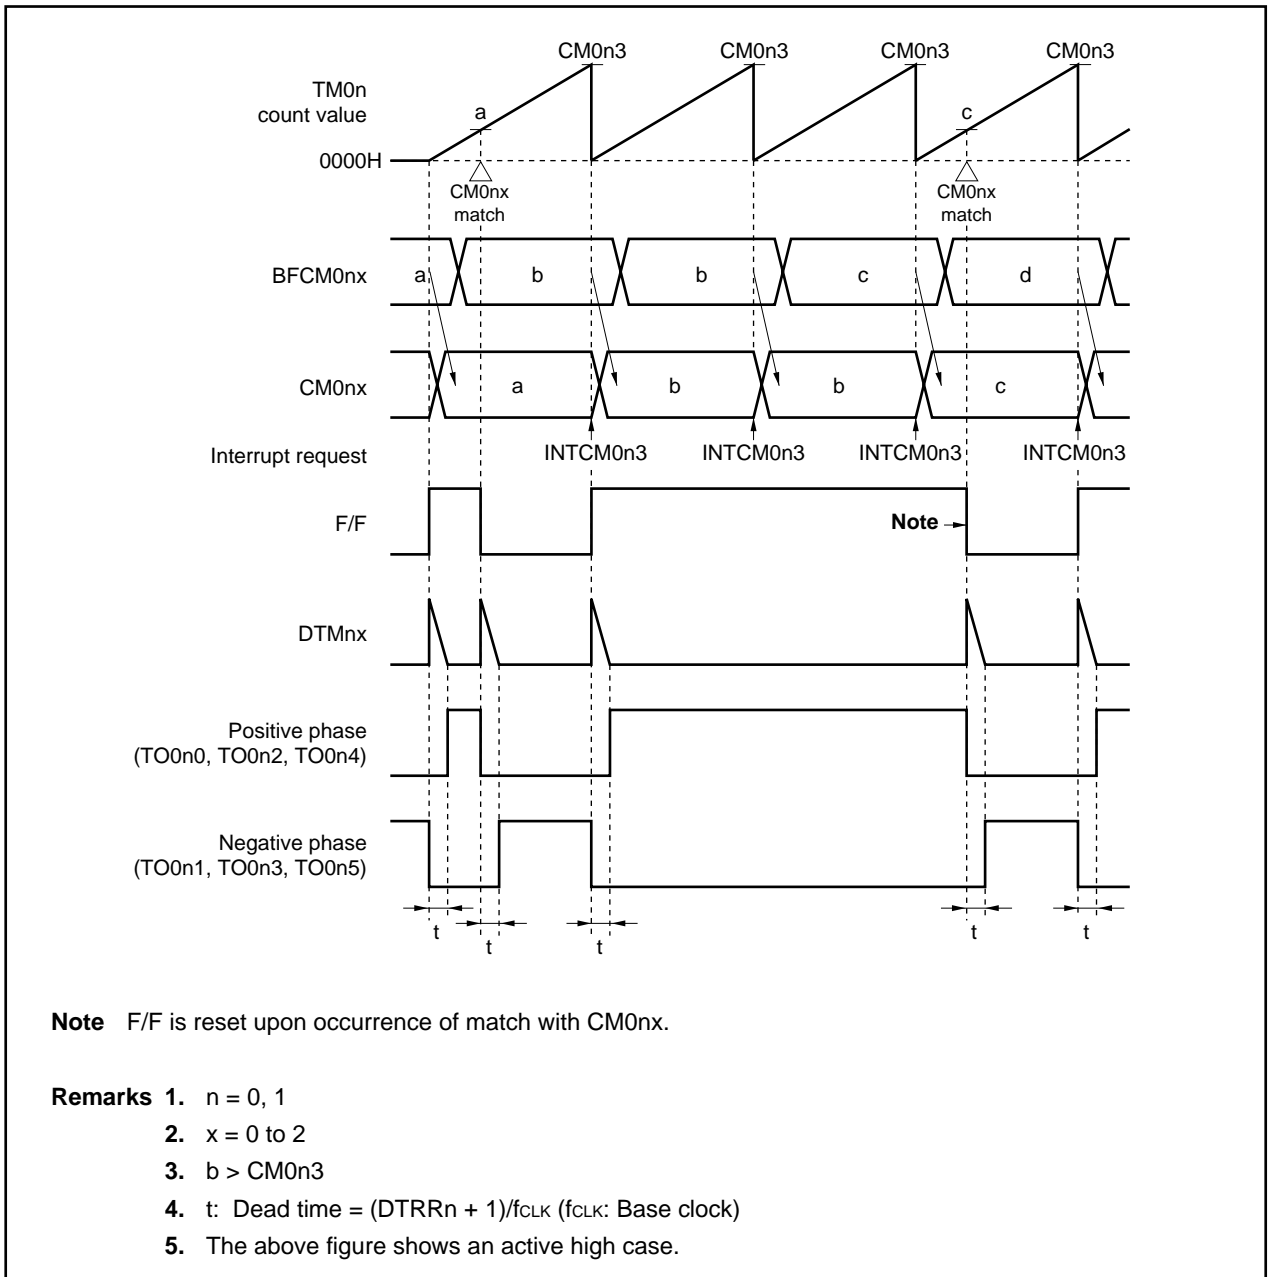 CM0n3 CM0n3 CM0n3 CM0n3
TM0n
count value
a c
0000H
CM0nx
match
CM0nx
match
BFCM0nx a b b c d
CM0nx a b b c
Interrupt request INTCM0n3 INTCM0n3 INTCM0n3 INTCM0n3
F/F Note
DTMnx
Positive phase
(TO0n0, TO0n2, TO0n4)
Negative phase
(TO0n1, TO0n3, TO0n5)
t t t t t
Note F/F is reset upon occurrence of match with CM0nx.
Remarks 1. n = 0, 1
2. x = 0 to 2
3. b > CM0n3
4. t: Dead time = (DTRRn + 1)/fCLK (fCLK: Base clock)
5. The above figure shows an active high case.